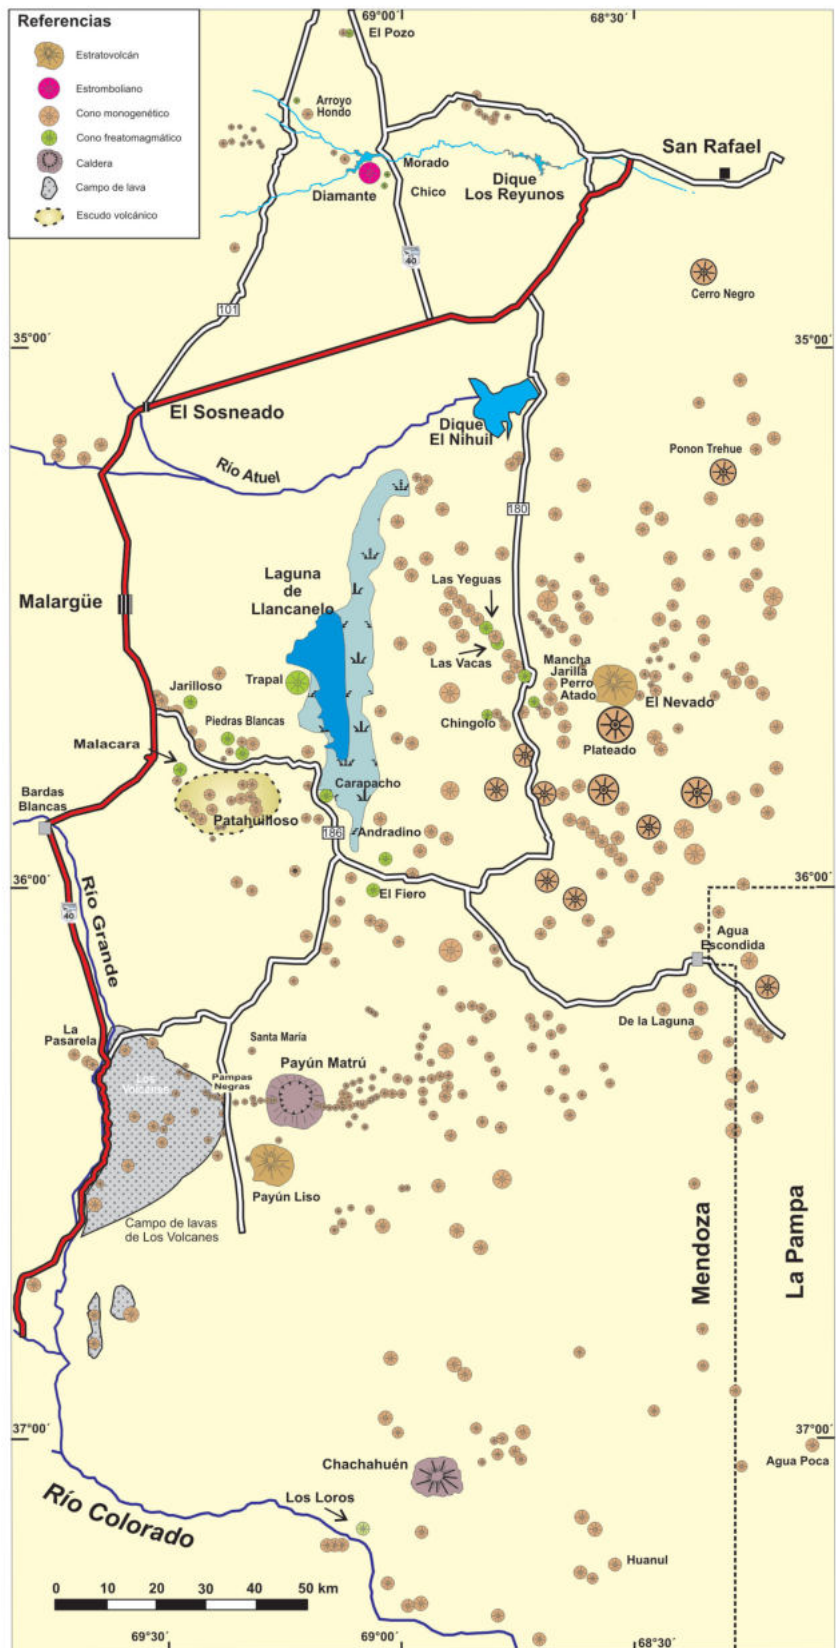 Referencias
Estratovolcán
Estromboliano
Cono monogenético
Cono freatomagmático
Caldera
Campo de lava
Escudo volcánico
69°00´
68°30´
El Pozo
Arroyo
Hondo
San Rafael
Morado
Diamante
Chico
Dique
Los Reyunos
40
Cerro Negro
101
35°00´
35°00´
El Sosneado
Dique
El Nihuil
Ponon Trehue
Río Atuel
180
Laguna
de
Llancanelo
Las Yeguas
Malargüe
Las Vacas
Mancha
Jarilla
Perro
Atado
Trapal
Jarilloso
El Nevado
Piedras Blancas
Chingolo
Plateado
Malacara
Carapacho
Bardas
Blancas
Patahuilloso
186
Andradino
36°00´
36°00´
El Fiero
Río Grande
40
Agua
Escondida
De la Laguna
La
Pasarela
Santa María
Payún Matrú
Los
Volcanes
Pampas
Negras
Payún Liso
Campo de lavas
de Los Volcanes
Mendoza
La Pampa
37°00´
37°00´
Chachahuén
Agua Poca
Los Loros
Río Colorado
Huanul
0 10 20 30 40 50 km
69°30´
69°00´
68°30´